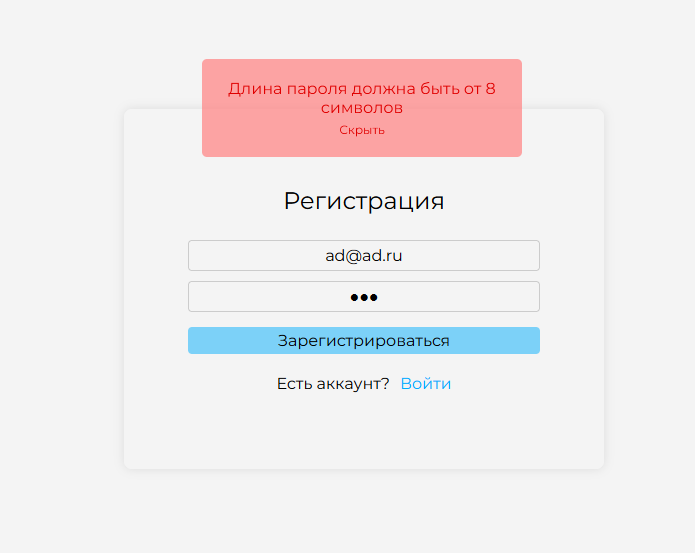 Длина пароля должна быть от 8
символов
Скрыть
Регистрация
ad@ad.ru
•••
Зарегистрироваться
Есть аккаунт? Войти